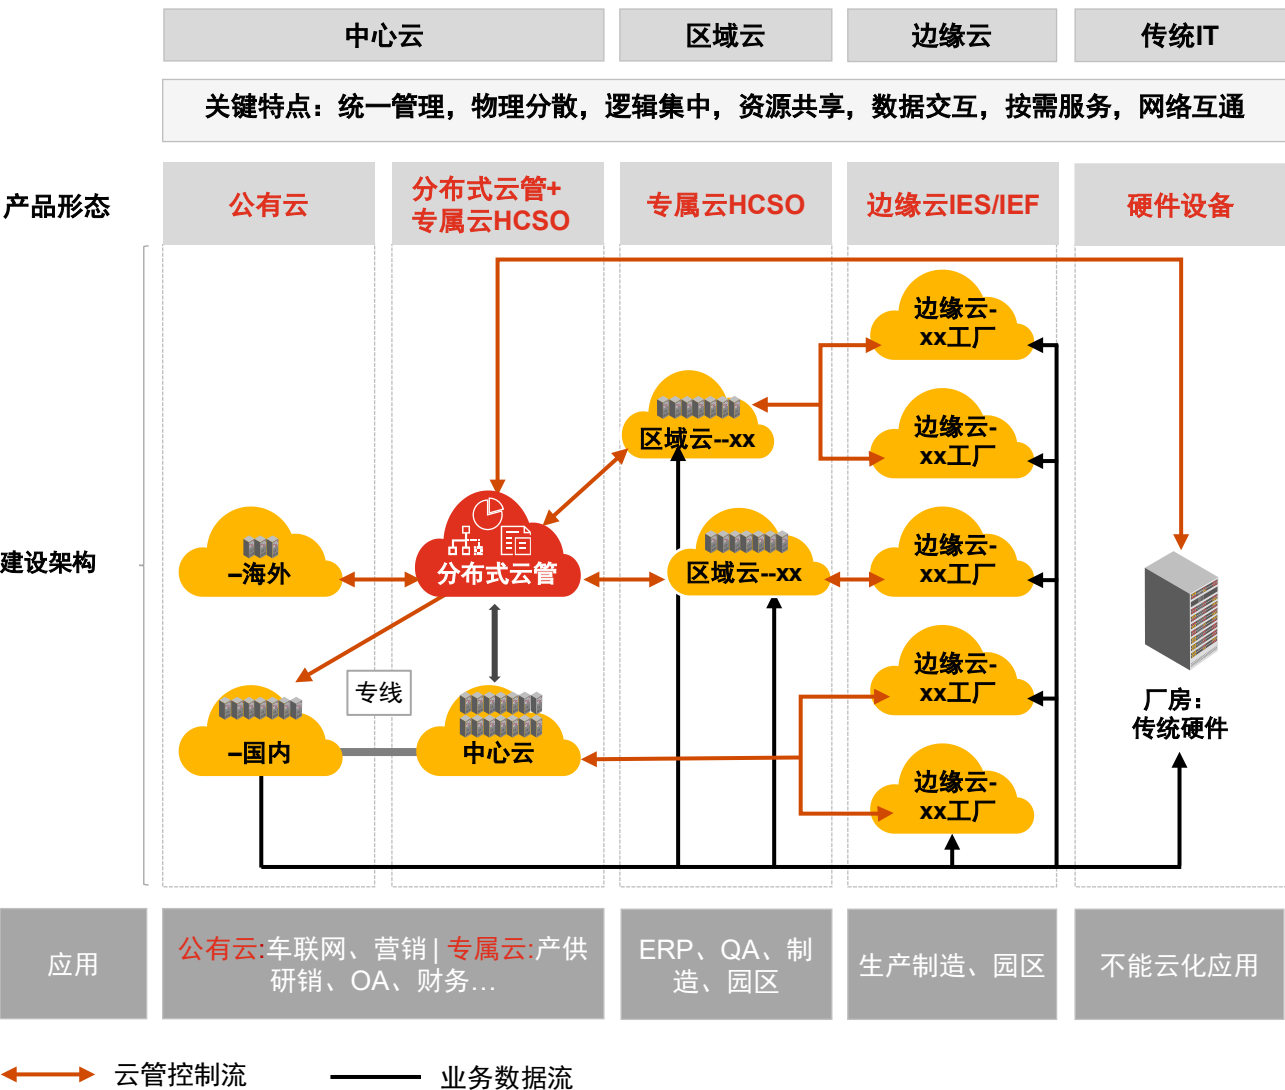 中心云
区域云
边缘云
传统IT
关键特点：统一管理，物理分散，逻辑集中，资源共享，数据交互，按需服务，网络互通
产品形态
公有云
分布式云管+
专属云HCSO
专属云HCSO
边缘云IES/IEF
硬件设备
建设架构
边缘云-
xx工厂
区域云--xx
边缘云-
xx工厂
–海外
分布式云管
区域云--xx
边缘云-
xx工厂
专线
边缘云-
xx工厂
厂房：
传统硬件
–国内
中心云
边缘云-
xx工厂
应用
公有云:车联网、营销 | 专属云:产供
研销、OA、财务...
ERP、QA、制
造、园区
生产制造、园区
不能云化应用
云管控制流
业务数据流